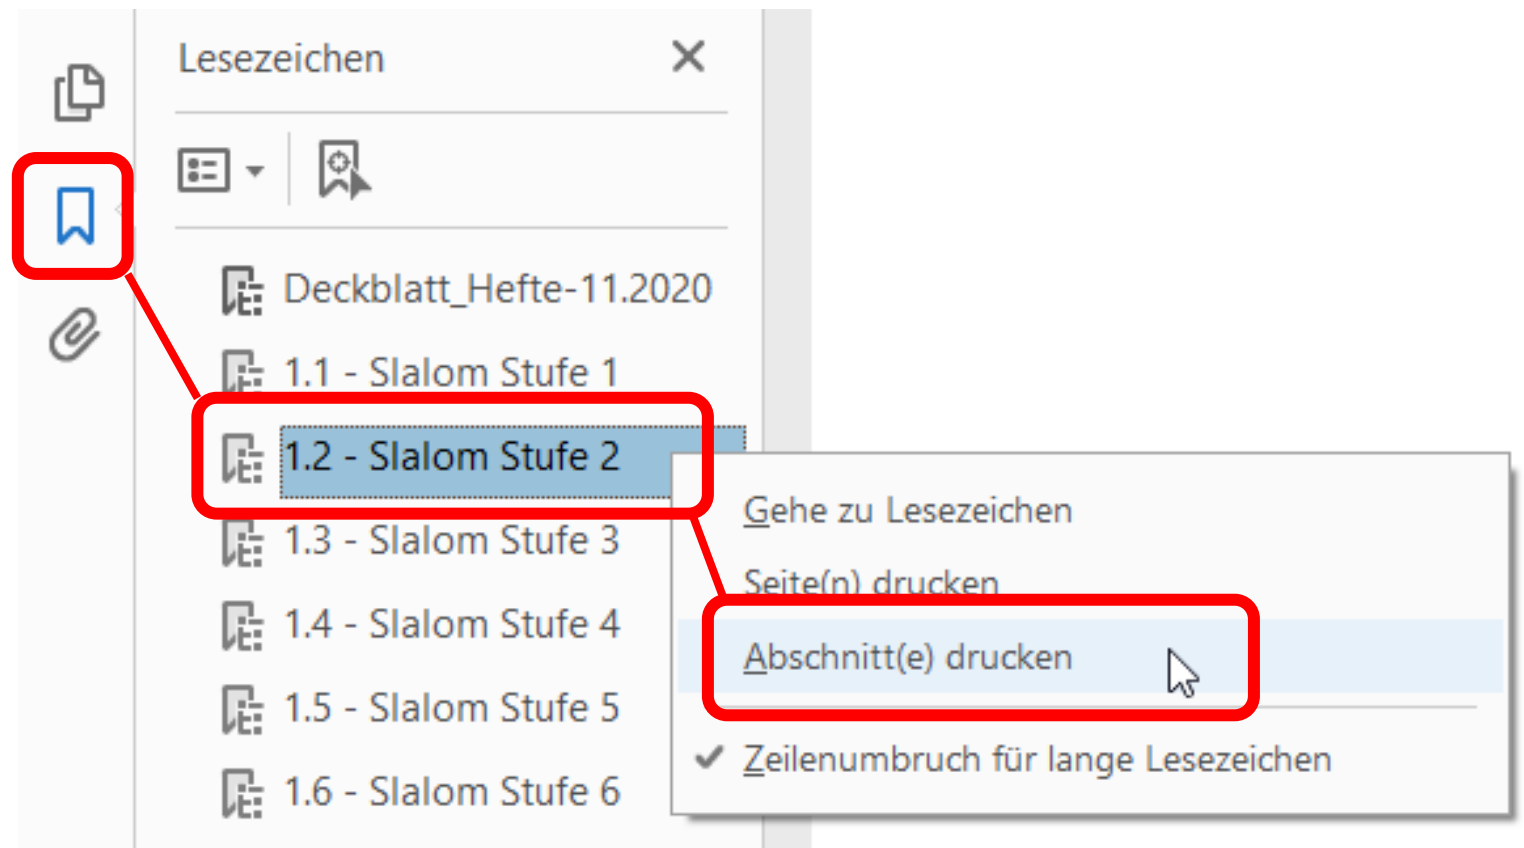 Lesezeichen
Deckblatt_Hefte-11.2020
1.1 - Slalom Stufe 1
1.2 - Slalom Stufe 2
1.3 - Slalom Stufe 3
1.4 - Slalom Stufe 4
1.5 - Slalom Stufe 5
1.6 - Slalom Stufe 6
Gehe zu Lesezeichen
Seite(n) drucken
Abschnitt(e) drucken
Zeilenumbruch für lange Lesezeichen